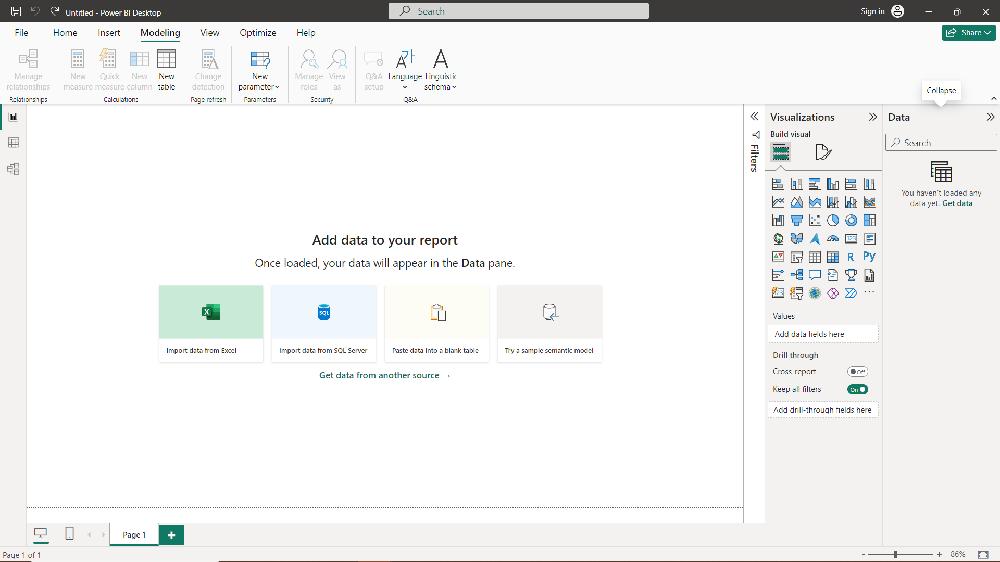 Untitled - Power BI Desktop
Search
Sign in
File
Home
Insert
Modeling
View
Optimize
Help
Share
Manage
relationships
Relationships
New
measure
Quick
measure
New
column
New
table
Calculations
Change
detection
Page refresh
New
parameter
Parameters
Manage
roles
View
as
Security
Q&A
setup
Language
Linguistic
schema
Q&A
Collapse
Filters
Visualizations
Build visual
Data
Search
You haven't loaded any
data yet. Get data
Add data to your report
Once loaded, your data will appear in the Data pane.
X
SQL
Import data from Excel
Import data from SQL Server
Paste data into a blank table
Try a sample semantic model
Get data from another source →
123
R
Py
123
Values
Add data fields here
Drill through
Cross-report
Off
Keep all filters
On
Add drill-through fields here
Page 1
Page 1 of 1
- + 86%